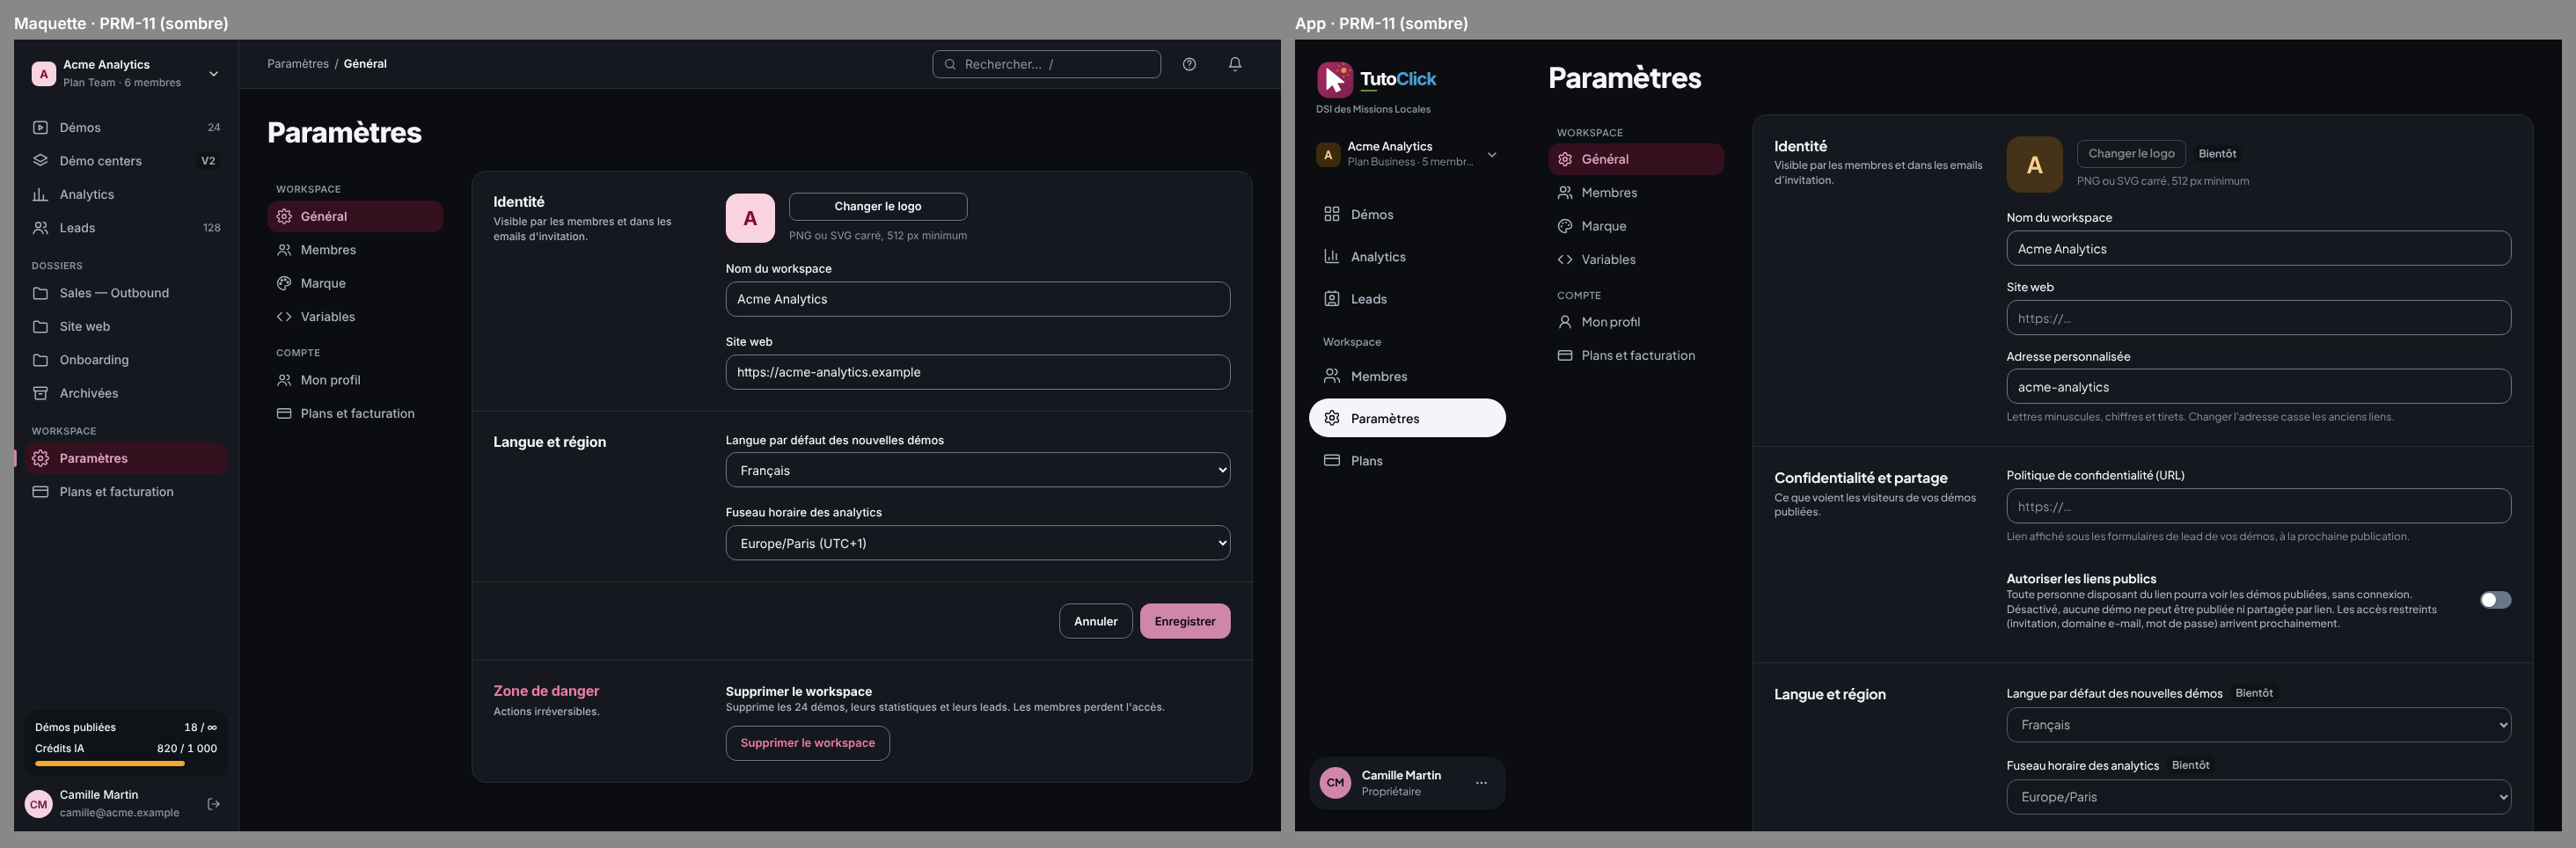 Maquette · PRM-11 (sombre)
A
Acme Analytics
Plan Team · 6 membres
Démos 24
Démo centers V2
Analytics
Leads 128
DOSSIERS
Sales — Outbound
Site web
Onboarding
Archivées
WORKSPACE
Paramètres
Plans et facturation
Démos publiées 18 / ∞
Crédits IA 820 / 1 000
CM
Camille Martin
camille@acme.example
Paramètres / Général
Rechercher... /
Paramètres
WORKSPACE
Général
Membres
Marque
Variables
COMPTE
Mon profil
Plans et facturation
Identité
Visible par les membres et dans les
emails d'invitation.
A
Changer le logo
PNG ou SVG carré, 512 px minimum
Nom du workspace
Acme Analytics
Site web
https://acme-analytics.example
Langue et région
Langue par défaut des nouvelles démos
Français
Fuseau horaire des analytics
Europe/Paris (UTC+1)
Annuler
Enregistrer
Zone de danger
Actions irréversibles.
Supprimer le workspace
Supprime les 24 démos, leurs statistiques et leurs leads. Les membres perdent l'accès.
Supprimer le workspace
App · PRM-11 (sombre)
TutoClick
DSI des Missions Locales
A
Acme Analytics
Plan Business · 5 membr...
Démos
Analytics
Leads
Workspace
Membres
Paramètres
Plans
CM
Camille Martin
Propriétaire
Paramètres
WORKSPACE
Général
Membres
Marque
Variables
COMPTE
Mon profil
Plans et facturation
Identité
Visible par les membres et dans les emails
d'invitation.
A
Changer le logo
Bientôt
PNG ou SVG carré, 512 px minimum
Nom du workspace
Acme Analytics
Site web
https://…
Adresse personnalisée
acme-analytics
Lettres minuscules, chiffres et tirets. Changer l'adresse casse les anciens liens.
Confidentialité et partage
Ce que voient les visiteurs de vos démos
publiées.
Politique de confidentialité (URL)
https://…
Lien affiché sous les formulaires de lead de vos démos, à la prochaine publication.
Autoriser les liens publics
Toute personne disposant du lien pourra voir les démos publiées, sans connexion.
Désactivé, aucune démo ne peut être publiée ni partagée par lien. Les accès restreints
(invitation, domaine e-mail, mot de passe) arrivent prochainement.
Langue et région
Langue par défaut des nouvelles démos Bientôt
Français
Fuseau horaire des analytics Bientôt
Europe/Paris